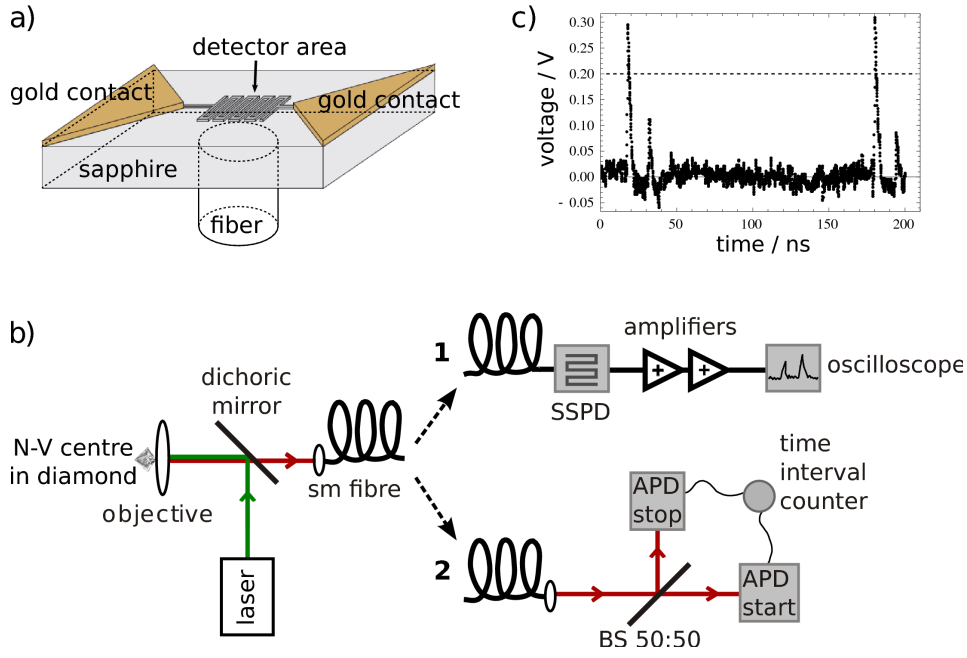 a)
detector area
gold contact
gold contact
sapphire
fiber
c)
voltage / V
0.30
0.25
0.20
0.15
0.10
0.05
0.00
- 0.05
0
50
100
150
200
time / ns
b)
dichoric
mirror
N-V centre
in diamond
objective
laser
sm fibre
1
SSPD
amplifiers
oscilloscope
2
APD
stop
time
interval
counter
APD
start
BS 50:50